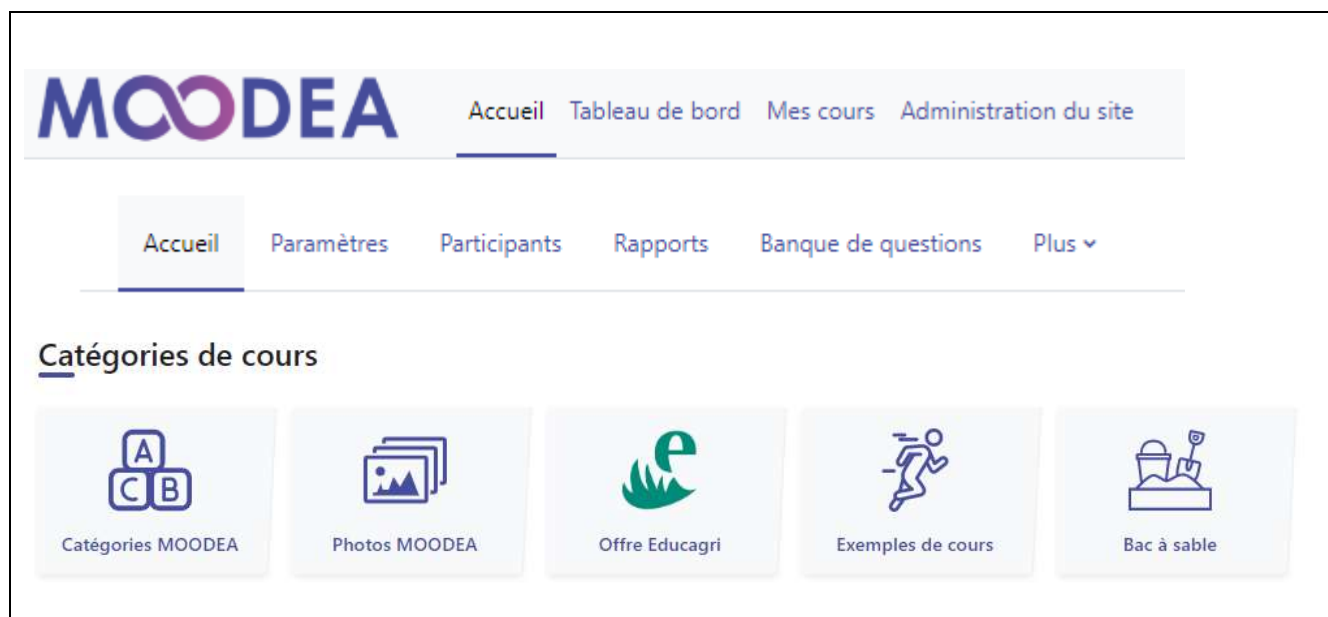 MOODEA Accueil Tableau de bord Mes cours Administration du site
Accueil Paramètres Participants Rapports Banque de questions Plus
Catégories de cours
A
C B
e
Catégories MOODEA Photos MOODEA Offre Educagri Exemples de cours Bac à sable